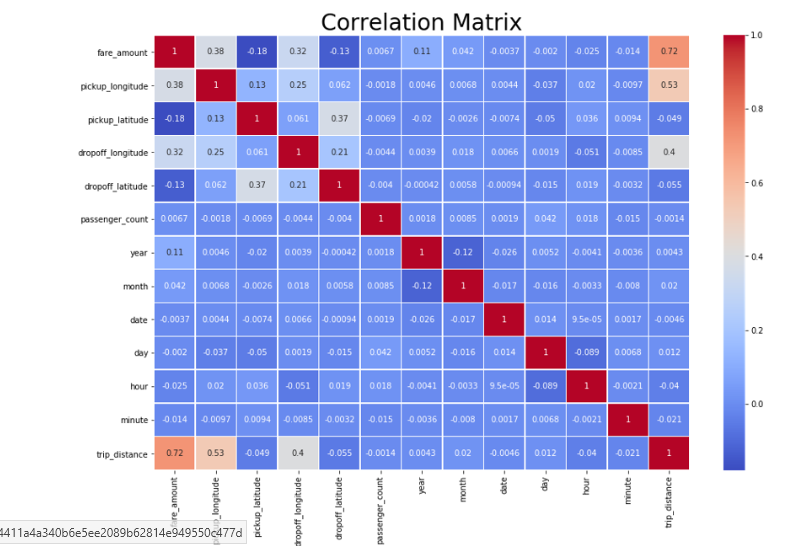 Correlation Matrix
fare_amount 1 0.38 -0.18 0.32 -0.13 0.0067 0.11 0.042 -0.0037 -0.002 -0.025 -0.014 0.72
pickup_longitude 0.38 1 0.13 0.25 0.062 -0.0018 0.0046 0.0068 0.0044 -0.037 0.02 -0.0097 0.53
pickup_latitude -0.18 0.13 1 0.061 0.37 -0.0069 -0.02 -0.0026 -0.0074 -0.05 0.036 0.0094 -0.049
dropoff_longitude 0.32 0.25 0.061 1 0.21 -0.0044 0.0039 0.018 0.0066 0.0019 -0.051 -0.0085 0.4
dropoff_latitude -0.13 0.062 0.37 0.21 1 -0.004 -0.00042 0.0058 -0.00094 -0.015 0.019 -0.0032 -0.055
passenger_count 0.0067 -0.0018 -0.0069 -0.0044 -0.004 1 0.0018 0.0085 0.0019 0.042 0.018 -0.015 -0.0014
year 0.11 0.0046 -0.02 0.0039 -0.00042 0.0018 1 -0.12 -0.026 0.0052 -0.0041 -0.0036 0.0043
month 0.042 0.0068 -0.0026 0.018 0.0058 0.0085 -0.12 1 -0.017 -0.016 -0.0033 -0.008 0.02
date -0.0037 0.0044 -0.0074 0.0066 -0.00094 0.0019 -0.026 -0.017 1 0.014 9.5e-05 0.0017 -0.0046
day -0.002 -0.037 -0.05 0.0019 -0.015 0.042 0.0052 -0.016 0.014 1 -0.089 0.0068 0.012
hour -0.025 0.02 0.036 -0.051 0.019 0.018 -0.0041 -0.0033 9.5e-05 -0.089 1 -0.0021 -0.04
minute -0.014 -0.0097 0.0094 -0.0085 -0.0032 -0.015 -0.0036 -0.008 0.0017 0.0068 -0.0021 1 -0.021
trip_distance 0.72 0.53 -0.049 0.4 -0.055 -0.0014 0.0043 0.02 -0.0046 0.012 -0.04 -0.021 1
pickup_latitude dropoff_latitude passenger_count year month date day hour minute trip_distance
1.0
0.8
0.6
0.4
0.2
0.0
4411a4a340b6e5ee2089b62814e949550c477d